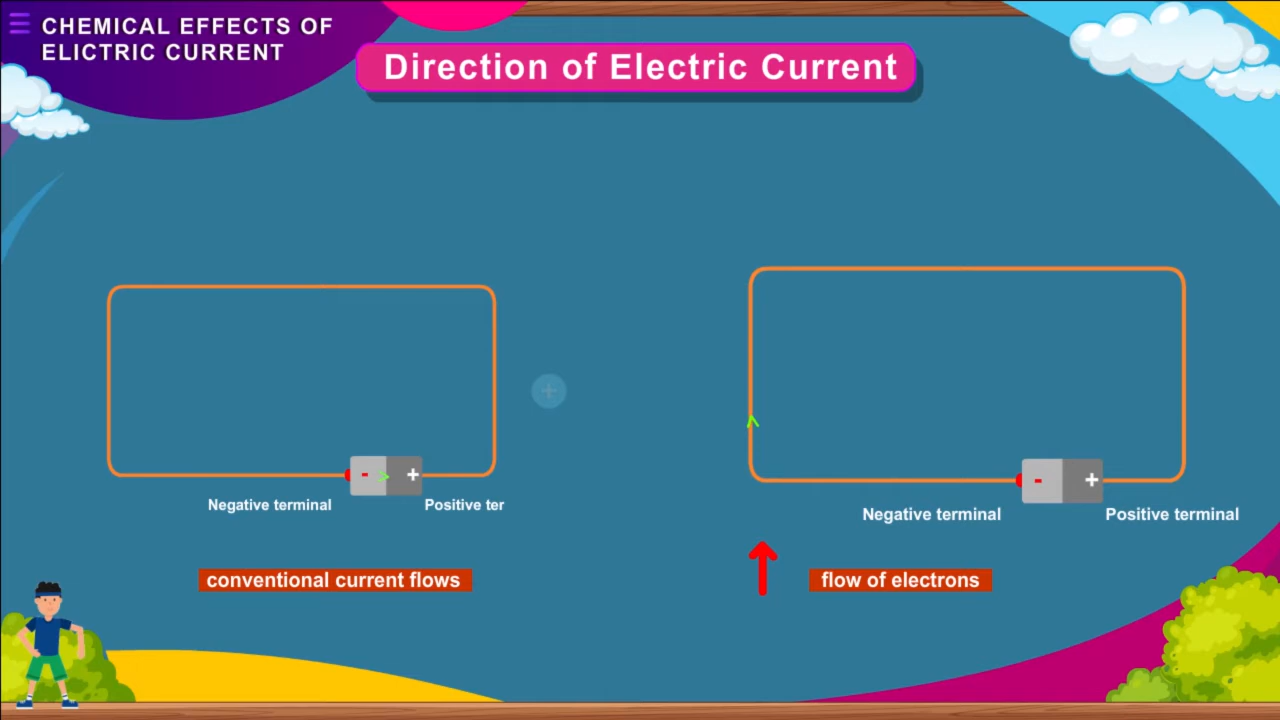 CHEMICAL EFFECTS OF
ELICTRIC CURRENT
Direction of Electric Current
- +
Negative terminal
Positive ter
- +
Negative terminal
Positive terminal
conventional current flows
flow of electrons